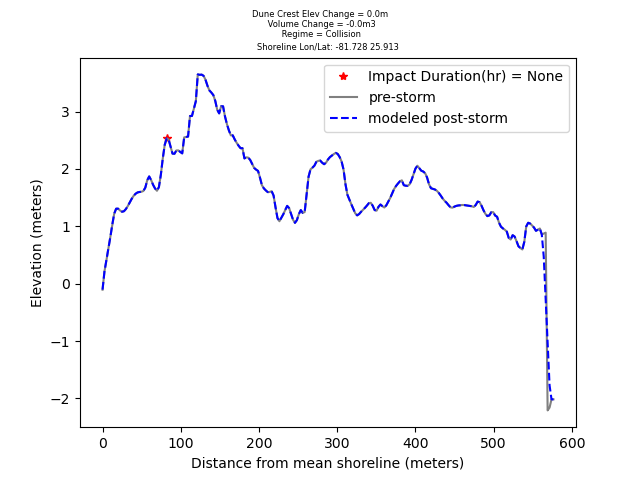 Dune Crest Elev Change = 0.0m
Volume Change = -0.0m3
Regime = Collision
Shoreline Lon/Lat: -81.728 25.913
Impact Duration(hr) = None
pre-storm
modeled post-storm
Elevation (meters)
3
2
1
0
−1
−2
0 100 200 300 400 500 600
Distance from mean shoreline (meters)